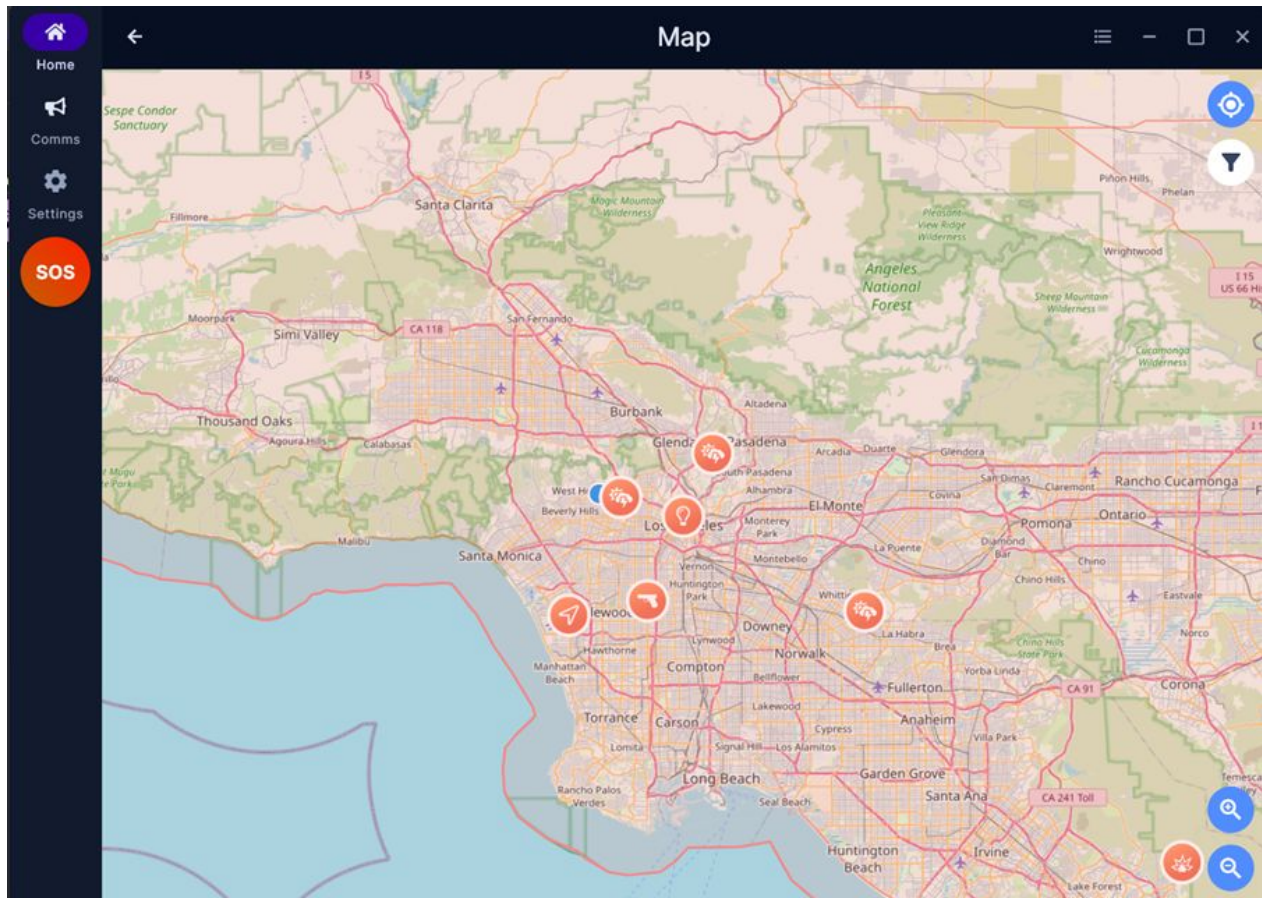 Home
Map
Comms
Settings
SOS
I 5
Sespe Condor
Sanctuary
Santa Clarita
Magic Mountain
Wilderness
Piñon Hills
Phelan
Fillmore
Pleasant
View Ridge
Wilderness
Wrightwood
Angeles
National
Forest
I 15
US 66 Hi
Sheep Mountain
Wilderness
Moorpark
Simi Valley
CA 118
San Fernando
Cucamonga
Wilderness
Burbank
Altadena
Thousand Oaks
Agoura Hills
Calabasas
Glenda
Pasadena
Arcadia
Duarte
Glendora
I 1
t Mugu
te Park
South Pasadena
San Dimas
Claremont
Rancho Cucamonga
West H
Beverly Hills
Alhambra
El Monte
Covina
Ontario
Los
eles
Monterey
Park
Pomona
Malibu
Santa Monica
Montebello
La Puente
Diamond
Bar
Chino
Vernon
Huntington
Park
Chino Hills
Eastvale
lewoo
Whitti
Downey
La Habra
Norco
Hawthorne
Lynwood
Norwalk
Brea
Chino Hills
State Park
Manhattan
Beach
Compton
Bellflower
Yorba Linda
Corona
Fullerton
CA 91
Torrance
Carson
Lakewood
Anaheim
Cypress
Villa Park
Lomita
Signal Hill
Los Alamitos
Rancho Palos
Verdes
Long Beach
Garden Grove
Temesca
Seal Beach
Santa Ana
CA 241 Toll
Huntington
Beach
Irvine
Lake Forest